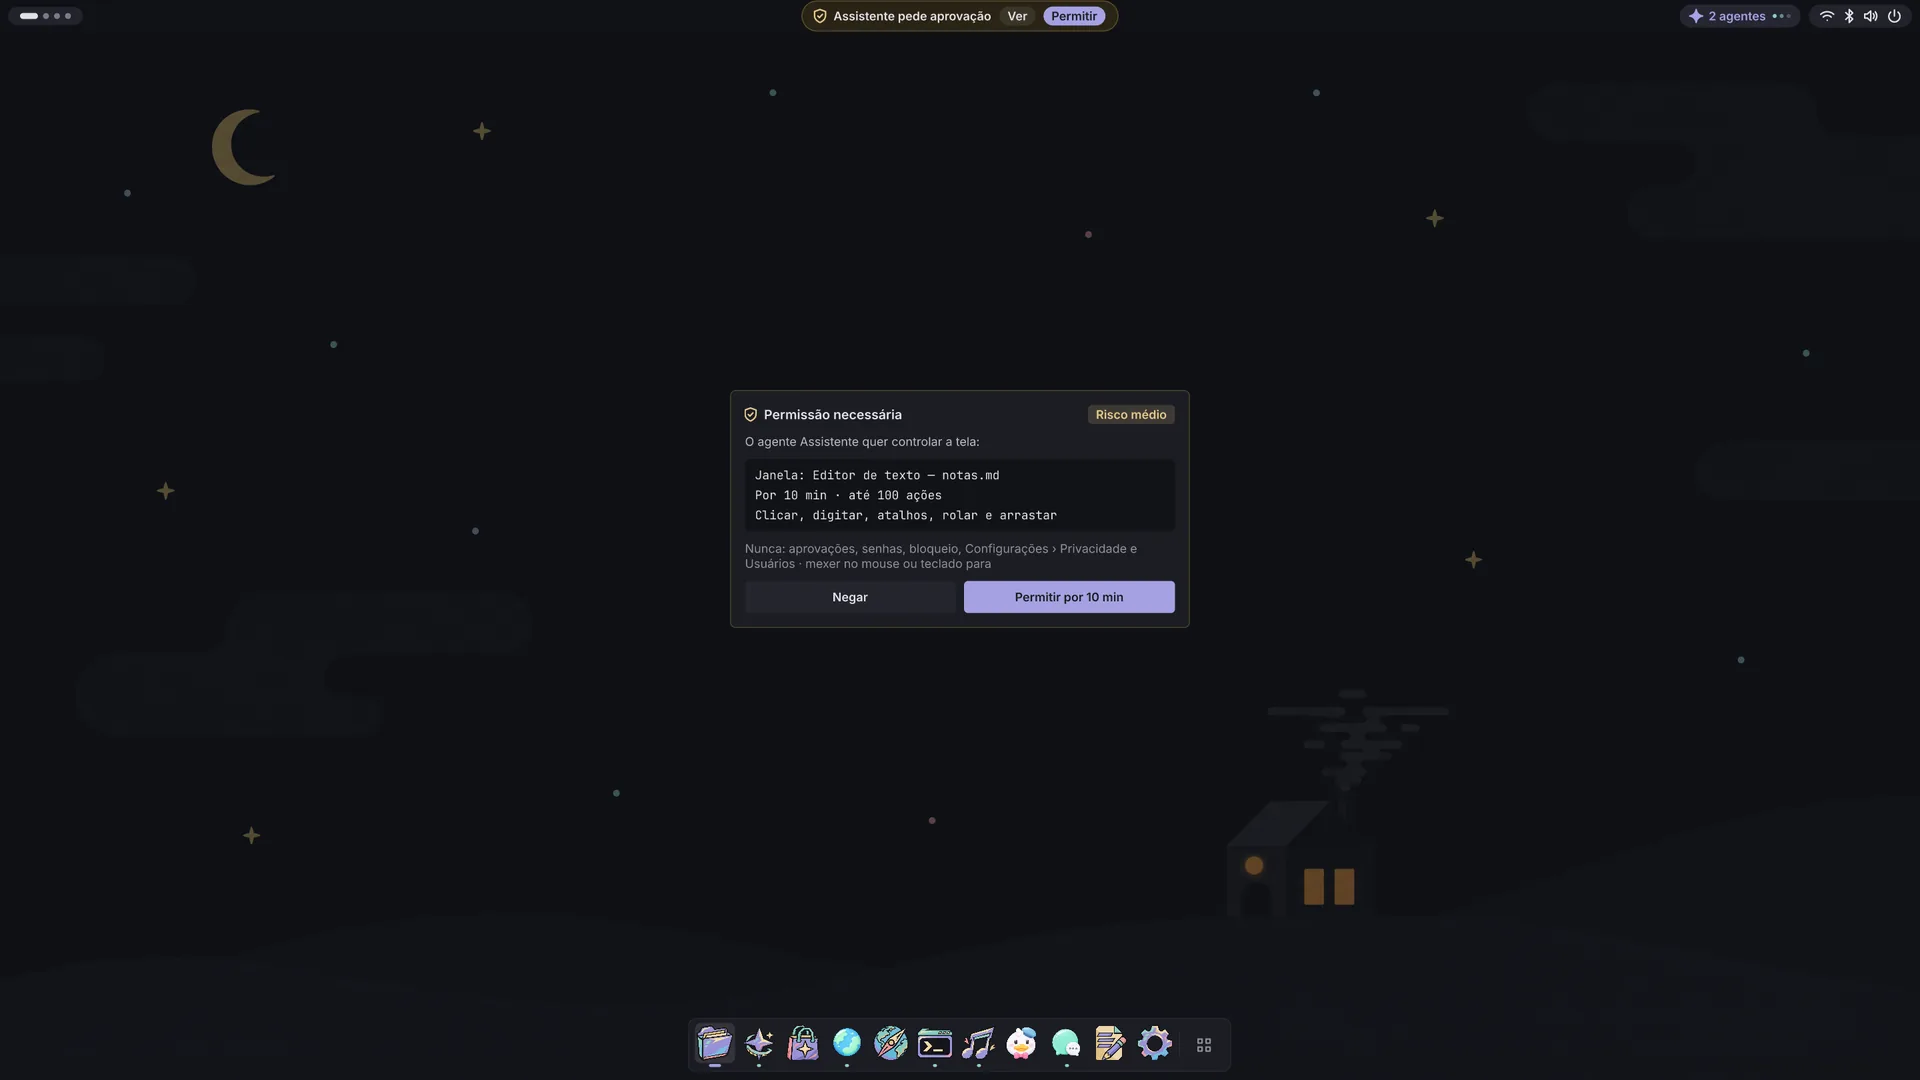 Assistente pede aprovação Ver Permitir
2 agentes
Permissão necessária
Risco médio
O agente Assistente quer controlar a tela:
Janela: Editor de texto — notas.md
Por 10 min · até 100 ações
Clicar, digitar, atalhos, rolar e arrastar
Nunca: aprovações, senhas, bloqueio, Configurações › Privacidade e
Usuários · mexer no mouse ou teclado para
Negar
Permitir por 10 min